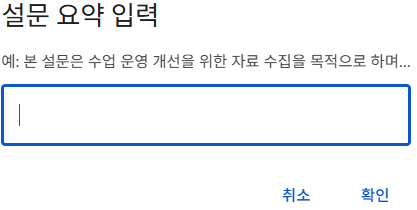 설문 요약 입력
예: 본 설문은 수업 운영 개선을 위한 자료 수집을 목적으로 하며...
취소 확인